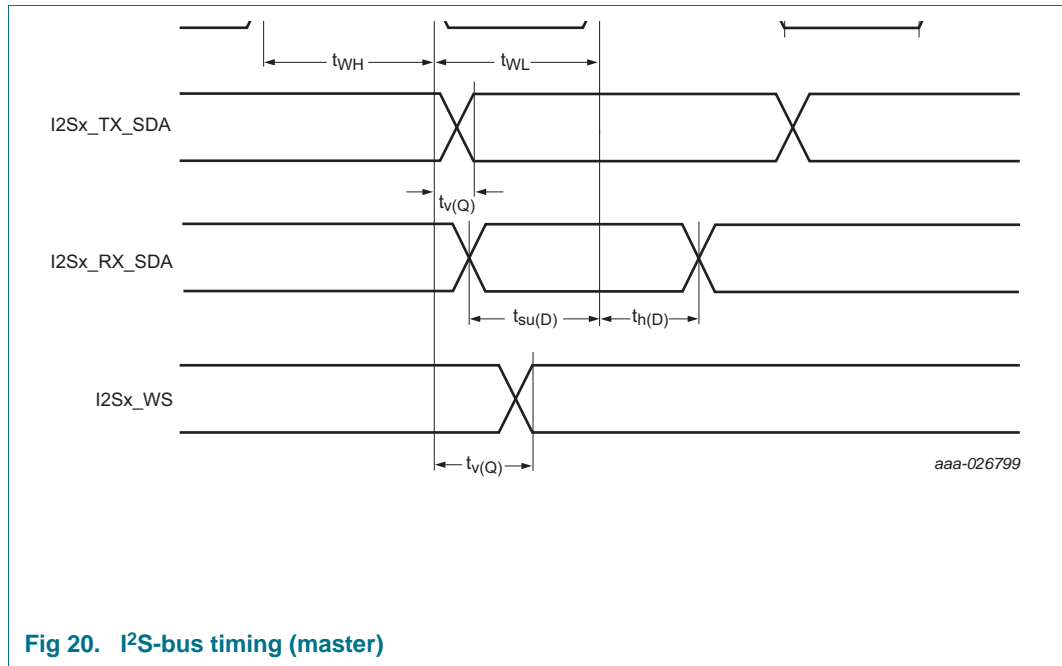 tWH
tWL
I2Sx_TX_SDA
tv(Q)
I2Sx_RX_SDA
tsu(D)
th(D)
I2Sx_WS
tv(Q)
aaa-026799
Fig 20. I²S-bus timing (master)